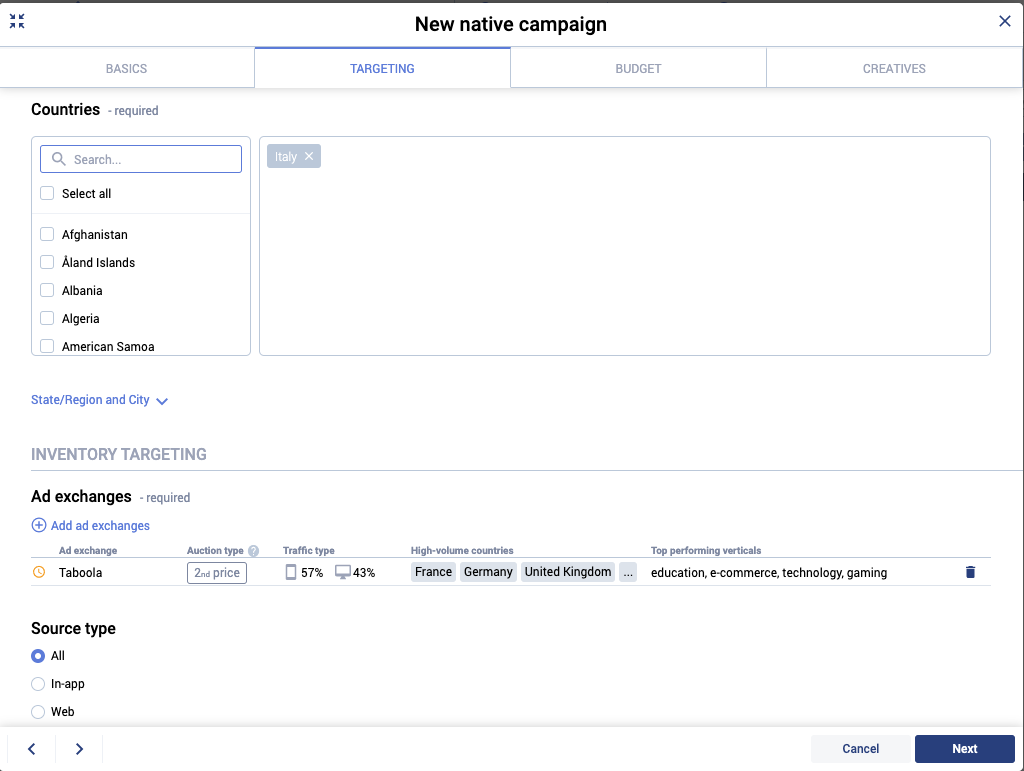 New native campaign
BASICS
TARGETING
BUDGET
CREATIVES
Countries - required
Search...
Italy
Select all
Afghanistan
Åland Islands
Albania
Algeria
American Samoa
State/Region and City
INVENTORY TARGETING
Ad exchanges - required
Add ad exchanges
Ad exchange Auction type ? Traffic type High-volume countries Top performing verticals
Taboola 2nd price 57% 43% France Germany United Kingdom ... education, e-commerce, technology, gaming
Source type
All
In-app
Web
Cancel Next